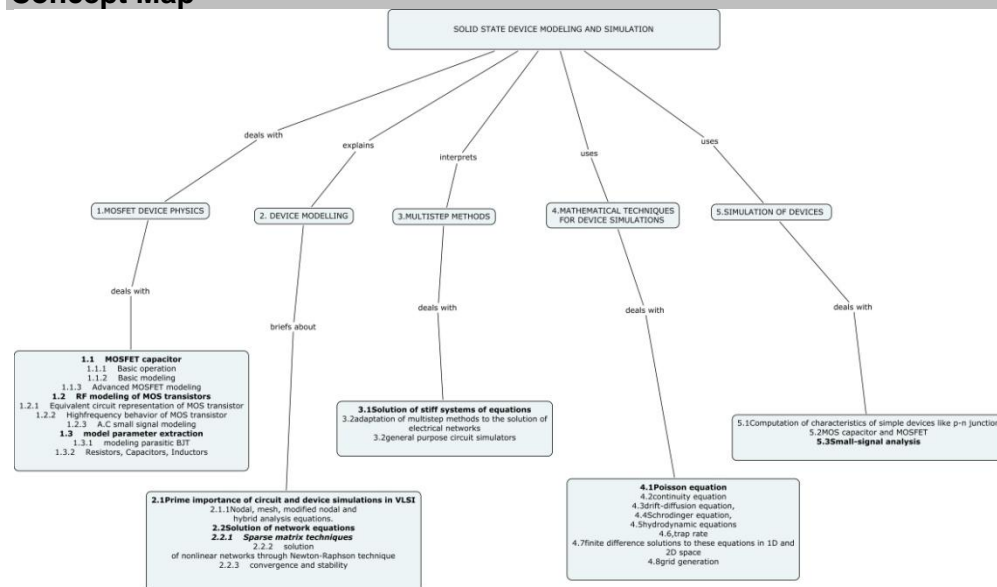 Concept Map
SOLID STATE DEVICE MODELING AND SIMULATION
deals with
explains
interprets
uses
uses
1.MOSFET DEVICE PHYSICS
2. DEVICE MODELLING
3.MULTISTEP METHODS
4.MATHEMATICAL TECHNIQUES
FOR DEVICE SIMULATIONS
5.SIMULATION OF DEVICES
deals with
briefs about
deals with
deals with
deals with
1.1 MOSFET capacitor
1.1.1 Basic operation
1.1.2 Basic modeling
1.1.3 Advanced MOSFET modeling
1.2 RF modeling of MOS transistors
1.2.1 Equivalent circuit representation of MOS transistor
1.2.2 Highfrequency behavior of MOS transistor
1.2.3 A.C small signal modeling
1.3 model parameter extraction
1.3.1 modeling parasitic BJT
1.3.2 Resistors, Capacitors, Inductors
2.1Prime importance of circuit and device simulations in VLSI
2.1.1Nodal, mesh, modified nodal and
hybrid analysis equations.
2.2Solution of network equations
2.2.1 Sparse matrix techniques
2.2.2 solution
of nonlinear networks through Newton-Raphson technique
2.2.3 convergence and stability
3.1Solution of stiff systems of equations
3.2adaptation of multistep methods to the solution of
electrical networks
3.2general purpose circuit simulators
4.1Poisson equation
4.2continuity equation
4.3drift-diffusion equation,
4.4Schrodinger equation,
4.5hydrodynamic equations
4.6,trap rate
4.7finite difference solutions to these equations in 1D and
2D space
4.8grid generation
5.1Computation of characteristics of simple devices like p-n junction
5.2MOS capacitor and MOSFET
5.3Small-signal analysis